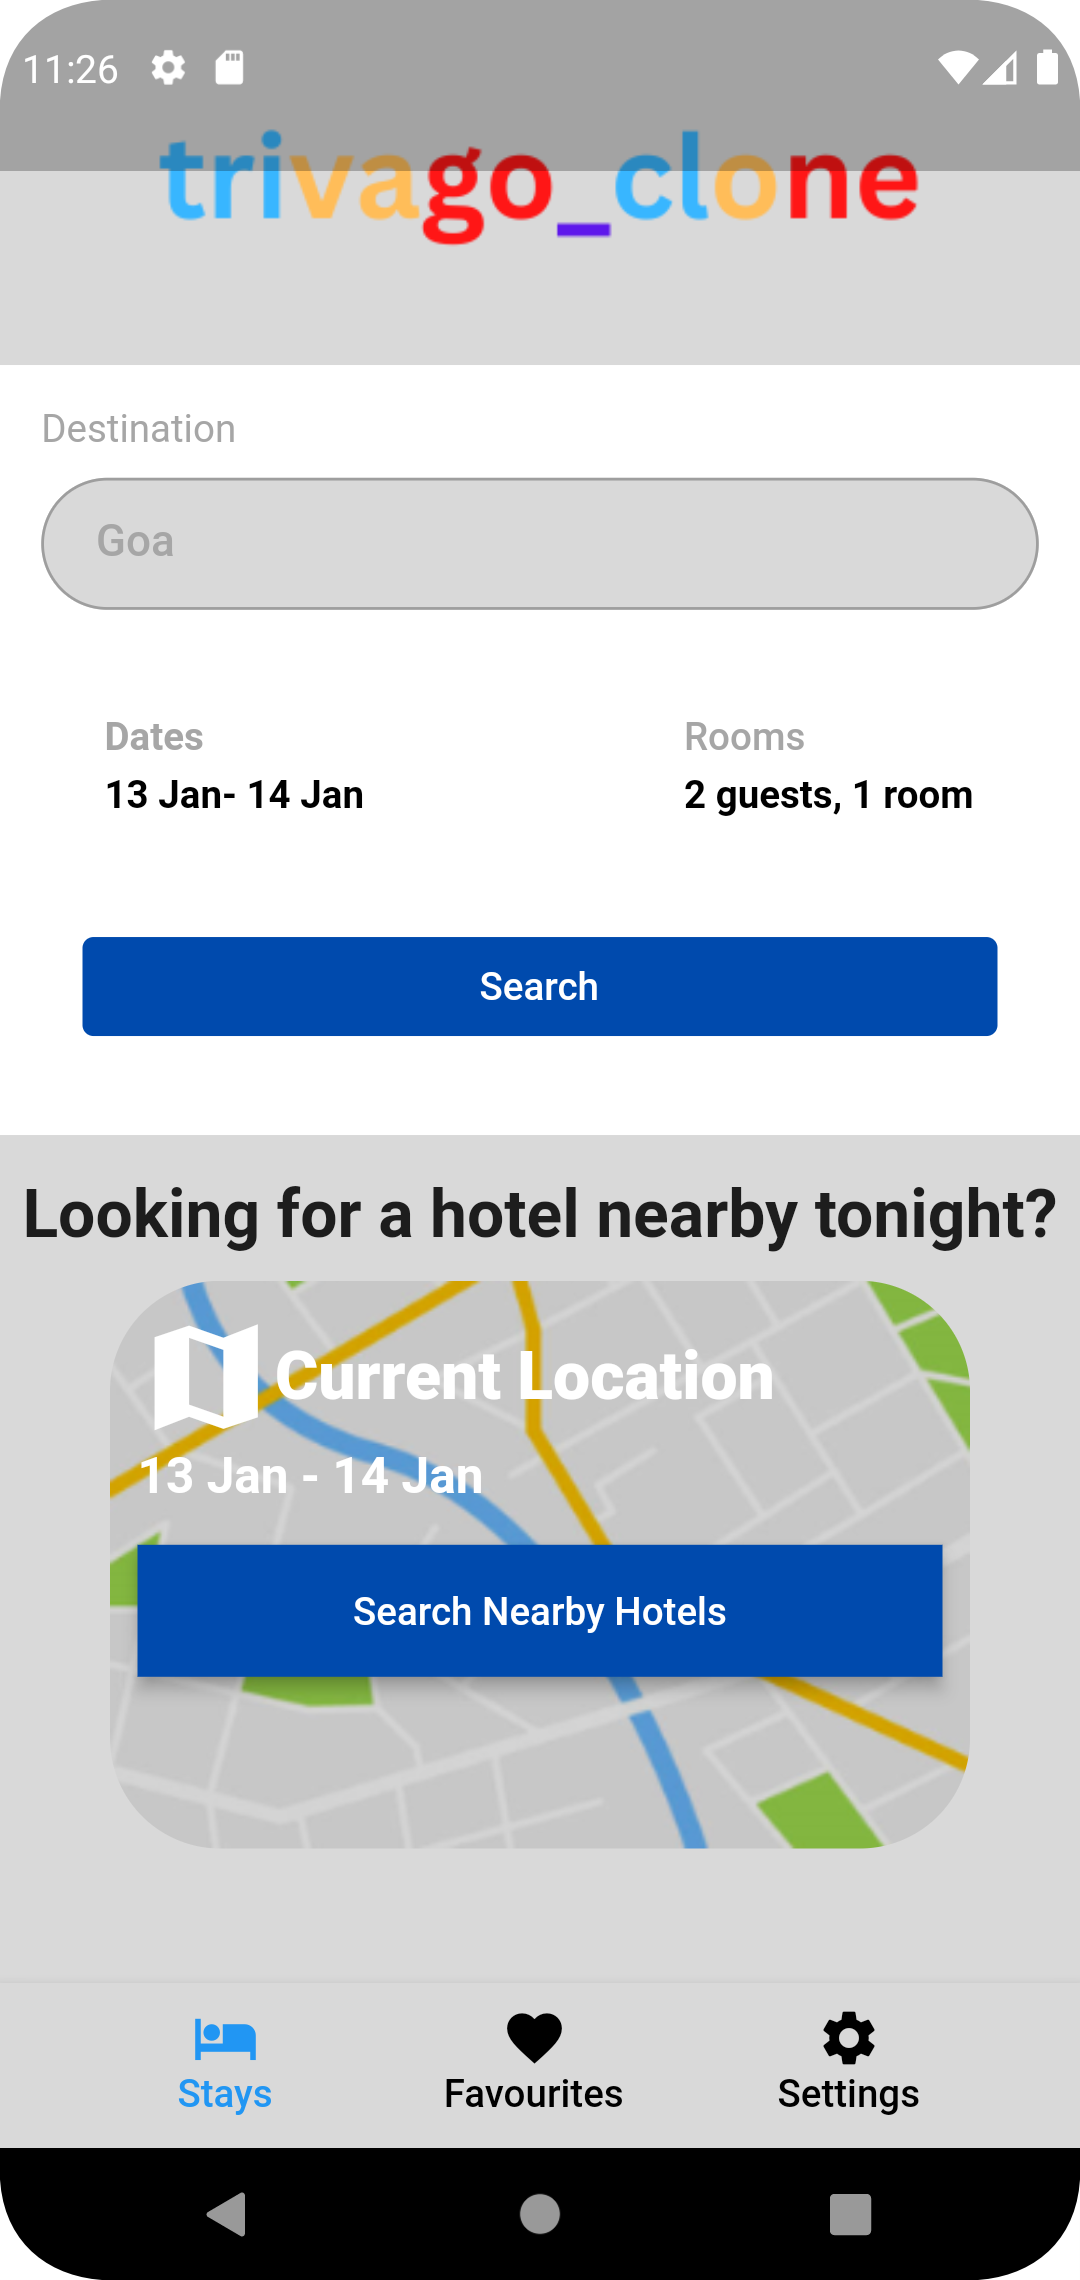 11:26
trivago_clone
Destination
Goa
Dates
13 Jan- 14 Jan
Rooms
2 guests, 1 room
Search
Looking for a hotel nearby tonight?
Current Location
13 Jan - 14 Jan
Search Nearby Hotels
Stays
Favourites
Settings